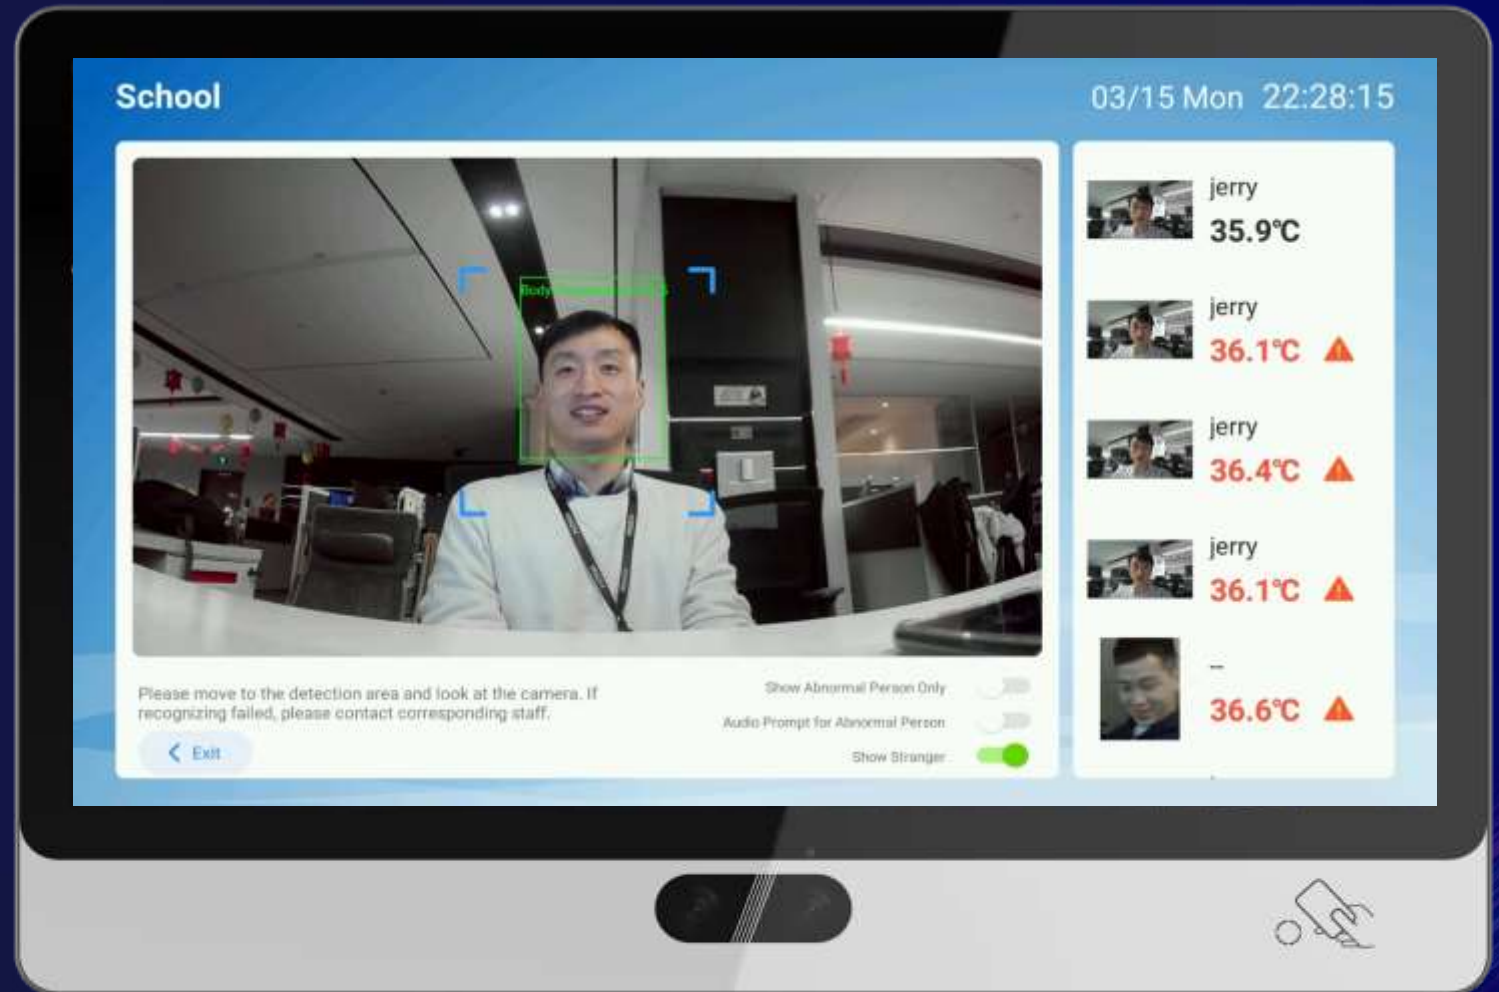 School
03/15 Mon 22:28:15
Body
jerry
35.9°C
jerry
36.1°C
jerry
36.4°C
jerry
36.1°C
--
36.6°C
Please move to the detection area and look at the camera. If
recognizing failed, please contact corresponding staff.
Exit
Show Abnormal Person Only
Audio Prompt for Abnormal Person
Show Stranger